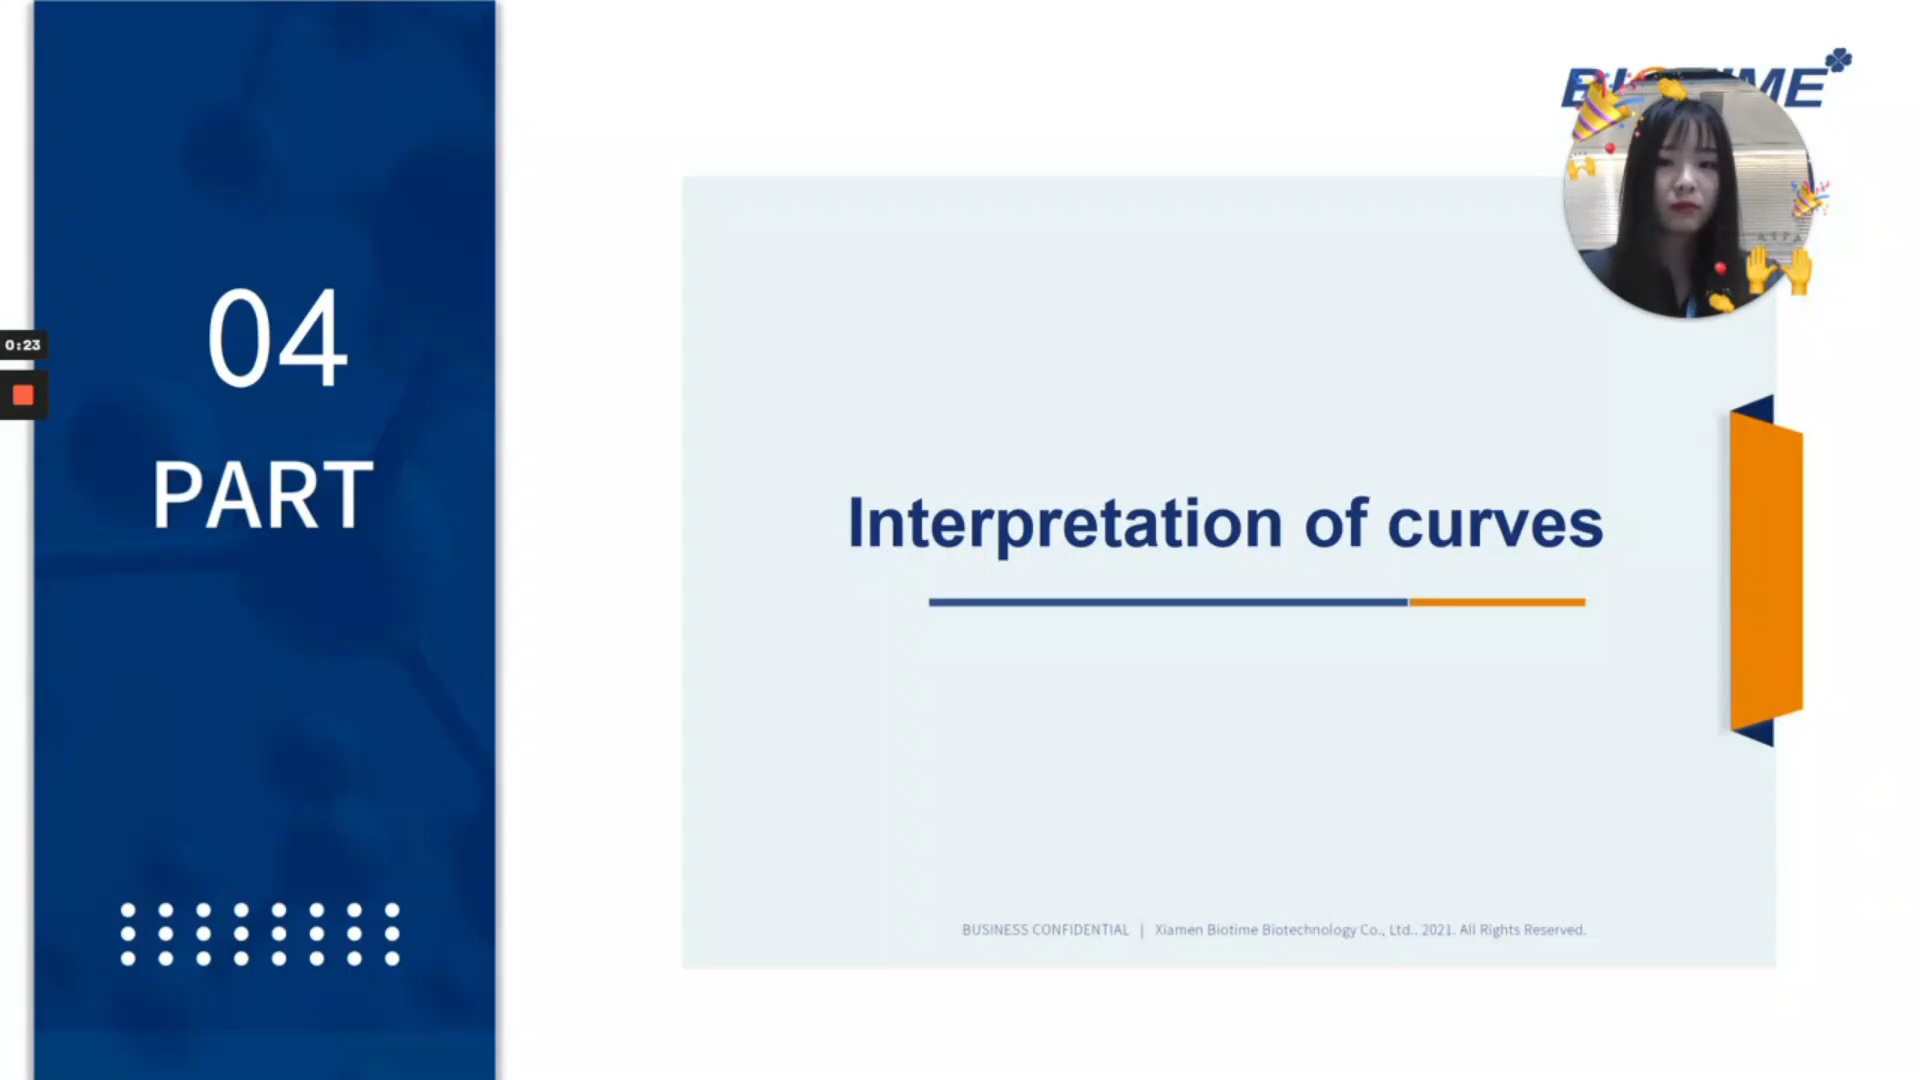 04
PART
0:23
Interpretation of curves
BUSINESS CONFIDENTIAL | Xiamen Biotime Biotechnology Co., Ltd.. 2021. All Rights Reserved.